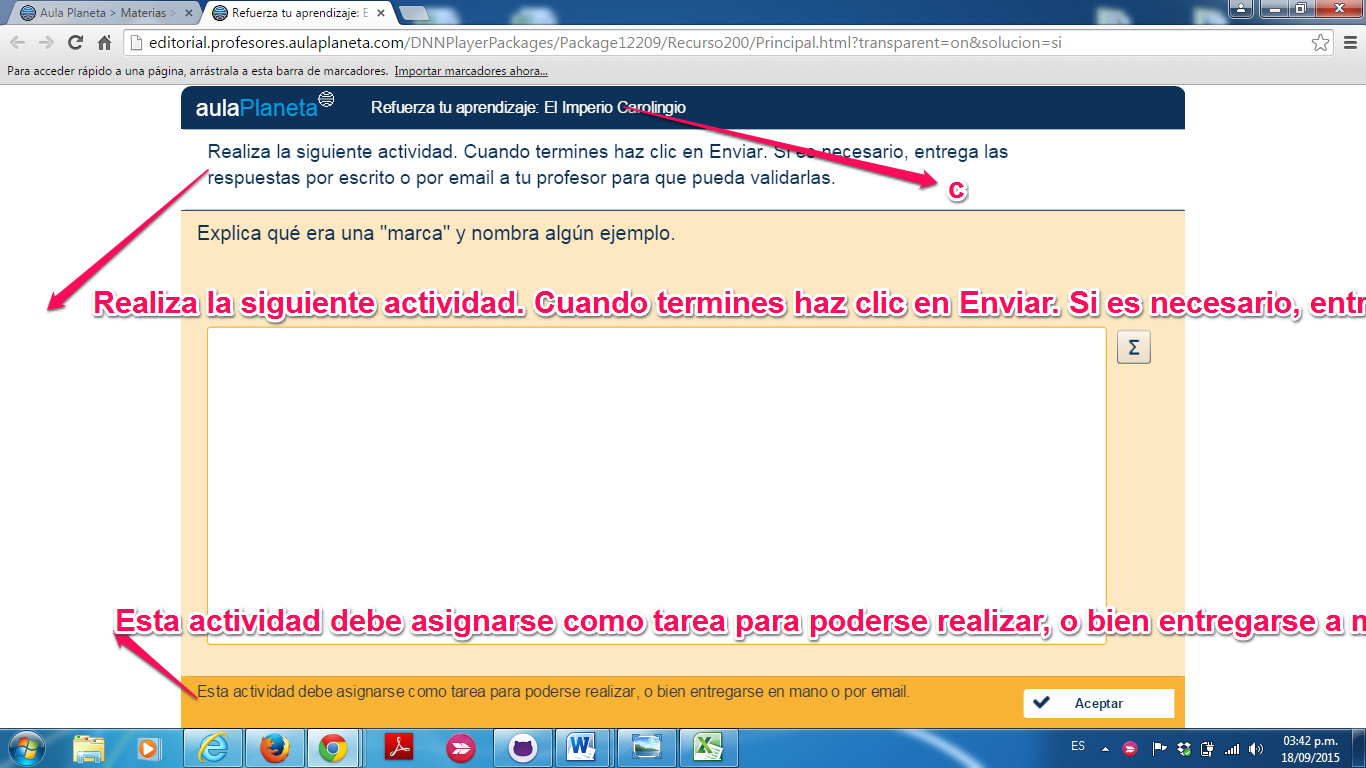 Aula Planeta > Materias >
Refuerza tu aprendizaje: E
editorial.profesores.aulaplaneta.com/DNNPlayerPackages/Package12209/Recurso200/Principal.html?transparent=on&solucion=si
Para acceder rápido a una página, arrástrala a esta barra de marcadores. Importar marcadores ahora...
aulaPlaneta
Refuerza tu aprendizaje: El Imperio Carolingio
Realiza la siguiente actividad. Cuando termines haz clic en Enviar. Si es necesario, entrega las
respuestas por escrito o por email a tu profesor para que pueda validarlas.
c
Explica qué era una "marca" y nombra algún ejemplo.
Realiza la siguiente actividad. Cuando termines haz clic en Enviar. Si es necesario, entr
Σ
Esta actividad debe asignarse como tarea para poderse realizar, o bien entregarse a m
Esta actividad debe asignarse como tarea para poderse realizar, o bien entregarse en mano o por email.
Aceptar
ES
03:42 p.m.
18/09/2015